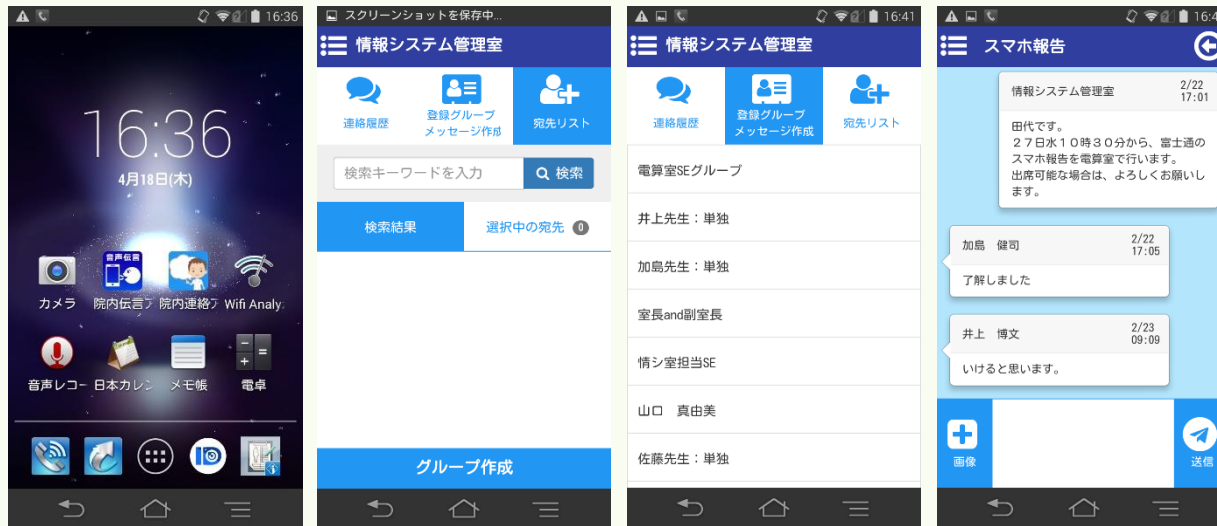 16:36
16:36
4月18日(木)
音声伝言
カメラ
院内伝言
院内連絡
Wifi Analy
音声レコー
日本カレン
メモ帳
電卓
スクリーンショットを保存中...
情報システム管理室
連絡履歴
登録グループ
メッセージ作成
宛先リスト
検索キーワードを入力
検索
検索結果
選択中の宛先 0
グループ作成
16:41
情報システム管理室
連絡履歴
登録グループ
メッセージ作成
宛先リスト
電算室SEグループ
井上先生:単独
加島先生:単独
室長and副室長
情シ室担当SE
山口 真由美
佐藤先生:単独
16:4
スマホ報告
情報システム管理室 2/22
17:01
田代です。
27日水10時30分から、富士通の
スマホ報告を電算室で行います。
出席可能な場合は、よろしくお願いし
ます。
加島 健司 2/22
17:05
了解しました
井上 博文 2/23
09:09
いけると思います。
画像
送信